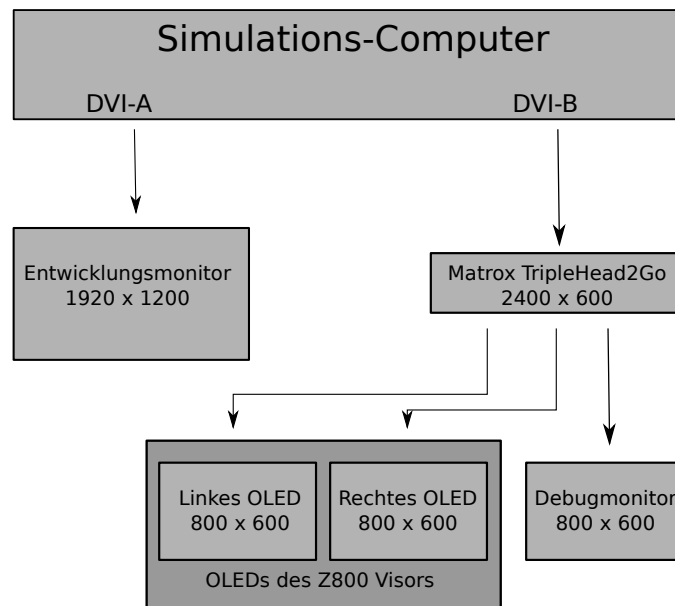 Simulations-Computer
DVI-A
DVI-B
Entwicklungsmonitor
1920 x 1200
Matrox TripleHead2Go
2400 x 600
Linkes OLED
800 x 600
Rechtes OLED
800 x 600
Debugmonitor
800 x 600
OLEDs des Z800 Visors